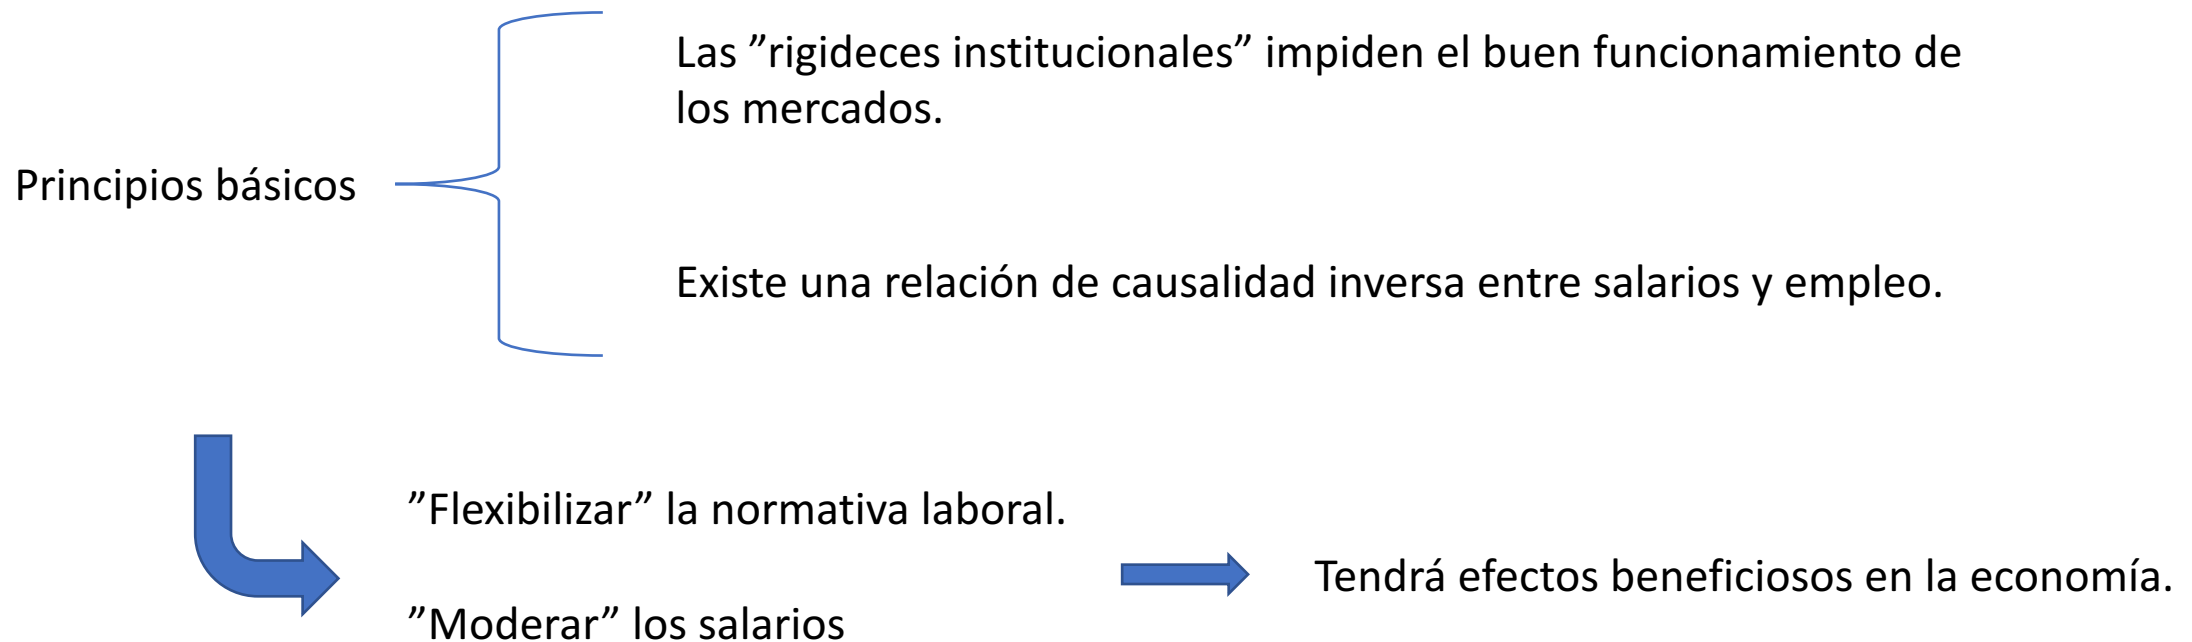 Las ”rigideces institucionales” impiden el buen funcionamiento de
los mercados.
Principios básicos
Existe una relación de causalidad inversa entre salarios y empleo.
”Flexibilizar” la normativa laboral.
Tendrá efectos beneficiosos en la economía.
”Moderar” los salarios